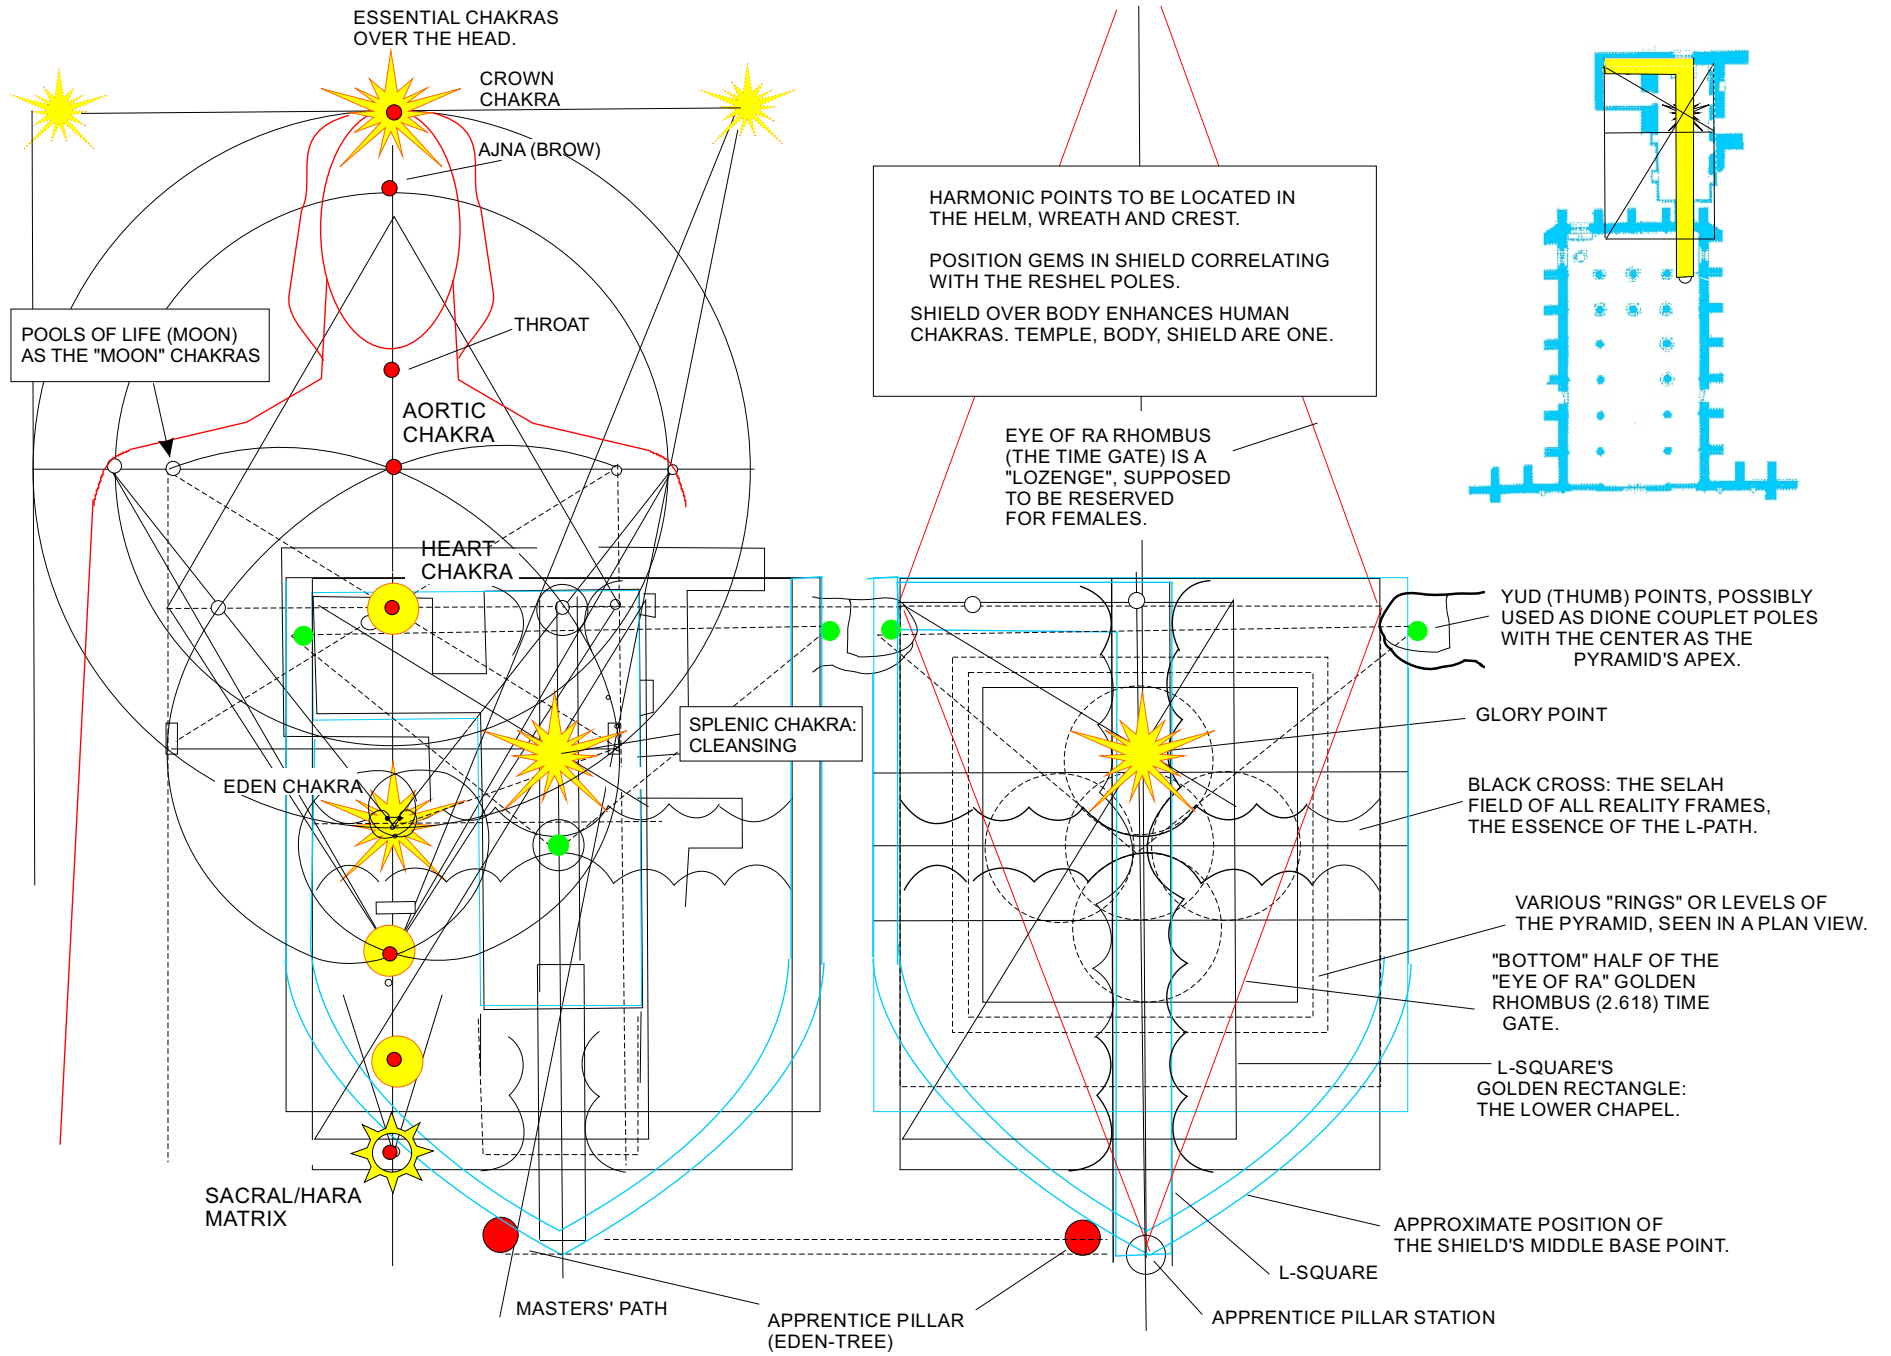 ESSENTIAL CHAKRAS
OVER THE HEAD.
CROWN
CHAKRA
AJNA (BROW)
POOLS OF LIFE (MOON)
AS THE "MOON" CHAKRAS
THROAT
AORTIC
CHAKRA
HEART
CHAKRA
SPLENIC CHAKRA:
CLEANSING
EDEN CHAKRA
SACRAL/HARA
MATRIX
MASTERS' PATH
APPRENTICE PILLAR
(EDEN-TREE)
HARMONIC POINTS TO BE LOCATED IN
THE HELM, WREATH AND CREST.
POSITION GEMS IN SHIELD CORRELATING
WITH THE RESHEL POLES.
SHIELD OVER BODY ENHANCES HUMAN
CHAKRAS. TEMPLE, BODY, SHIELD ARE ONE.
EYE OF RA RHOMBUS
(THE TIME GATE) IS A
"LOZENGE", SUPPOSED
TO BE RESERVED
FOR FEMALES.
YUD (THUMB) POINTS, POSSIBLY
USED AS DIONE COUPLET POLES
WITH THE CENTER AS THE
PYRAMID'S APEX.
GLORY POINT
BLACK CROSS: THE SELAH
FIELD OF ALL REALITY FRAMES,
THE ESSENCE OF THE L-PATH.
VARIOUS "RINGS" OR LEVELS OF
THE PYRAMID, SEEN IN A PLAN VIEW.
"BOTTOM" HALF OF THE
"EYE OF RA" GOLDEN
RHOMBUS (2.618) TIME
GATE.
L-SQUARE'S
GOLDEN RECTANGLE:
THE LOWER CHAPEL.
APPROXIMATE POSITION OF
THE SHIELD'S MIDDLE BASE POINT.
L-SQUARE
APPRENTICE PILLAR STATION